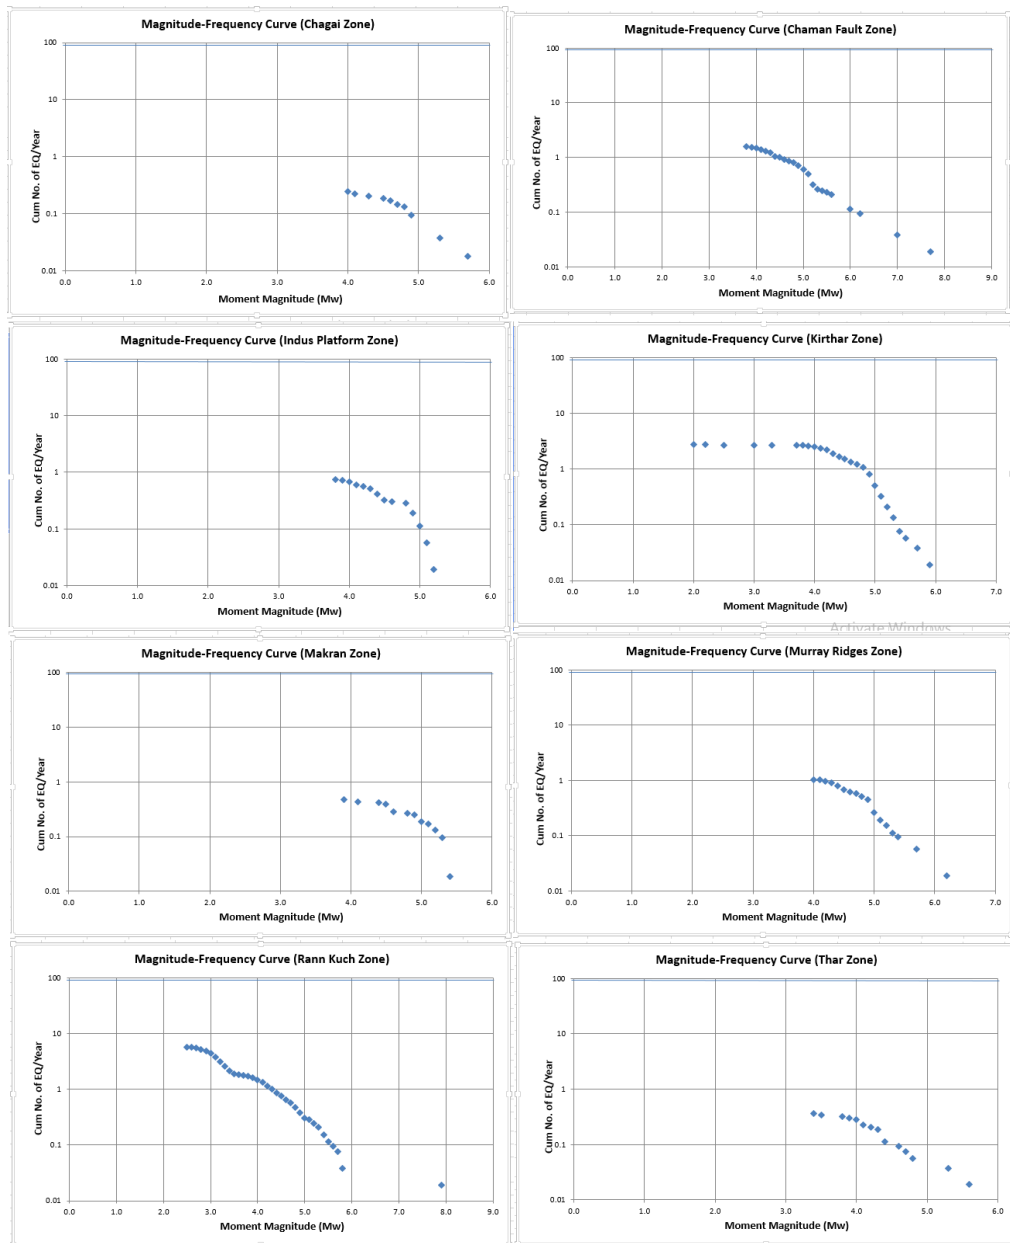 Magnitude-Frequency Curve (Chagai Zone)
100
10
1
0.1
0.01
Cum No. of EQ/Year
0.0 1.0 2.0 3.0 4.0 5.0 6.0
Moment Magnitude (Mw)
Magnitude-Frequency Curve (Chaman Fault Zone)
100
10
1
0.1
0.01
Cum No. of EQ/Year
0.0 1.0 2.0 3.0 4.0 5.0 6.0 7.0 8.0 9.0
Moment Magnitude (Mw)
Magnitude-Frequency Curve (Indus Platform Zone)
100
10
1
0.1
0.01
Cum No. of EQ/Year
0.0 1.0 2.0 3.0 4.0 5.0 6.0
Moment Magnitude (Mw)
Magnitude-Frequency Curve (Kirthar Zone)
100
10
1
0.1
0.01
Cum No. of EQ/Year
0.0 1.0 2.0 3.0 4.0 5.0 6.0 7.0
Moment Magnitude (Mw)
Activate Windows
Magnitude-Frequency Curve (Makran Zone)
100
10
1
0.1
0.01
Cum No. of EQ/Year
0.0 1.0 2.0 3.0 4.0 5.0 6.0
Moment Magnitude (Mw)
Magnitude-Frequency Curve (Murray Ridges Zone)
100
10
1
0.1
0.01
Cum No. of EQ/Year
0.0 1.0 2.0 3.0 4.0 5.0 6.0 7.0
Moment Magnitude (Mw)
Magnitude-Frequency Curve (Rann Kuch Zone)
100
10
1
0.1
0.01
Cum No. of EQ/Year
0.0 1.0 2.0 3.0 4.0 5.0 6.0 7.0 8.0 9.0
Moment Magnitude (Mw)
Magnitude-Frequency Curve (Thar Zone)
100
10
1
0.1
0.01
Cum No. of EQ/Year
0.0 1.0 2.0 3.0 4.0 5.0 6.0
Moment Magnitude (Mw)